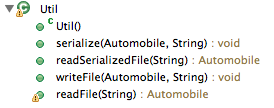 Util
Util()
serialize(Automobile, String) : void
readSerializedFile(String) : Automobile
writeFile(Automobile, String) : void
readFile(String) : Automobile